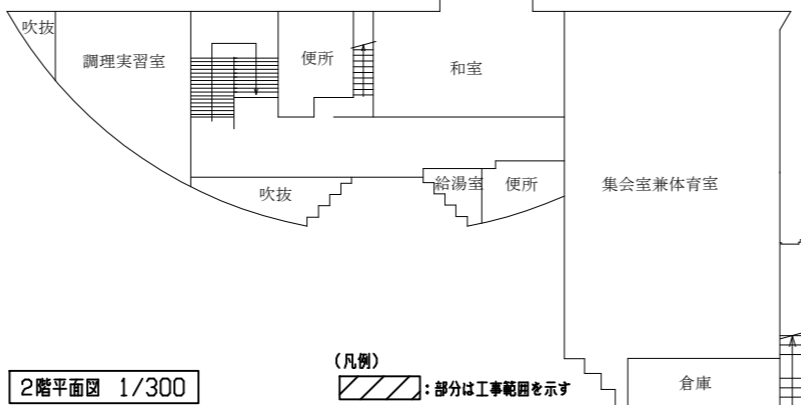 吹抜
調理実習室
便所
和室
吹抜
給湯室
便所
集会室兼体育室
倉庫
2階平面図 1/300
(凡例)
:部分は工事範囲を示す